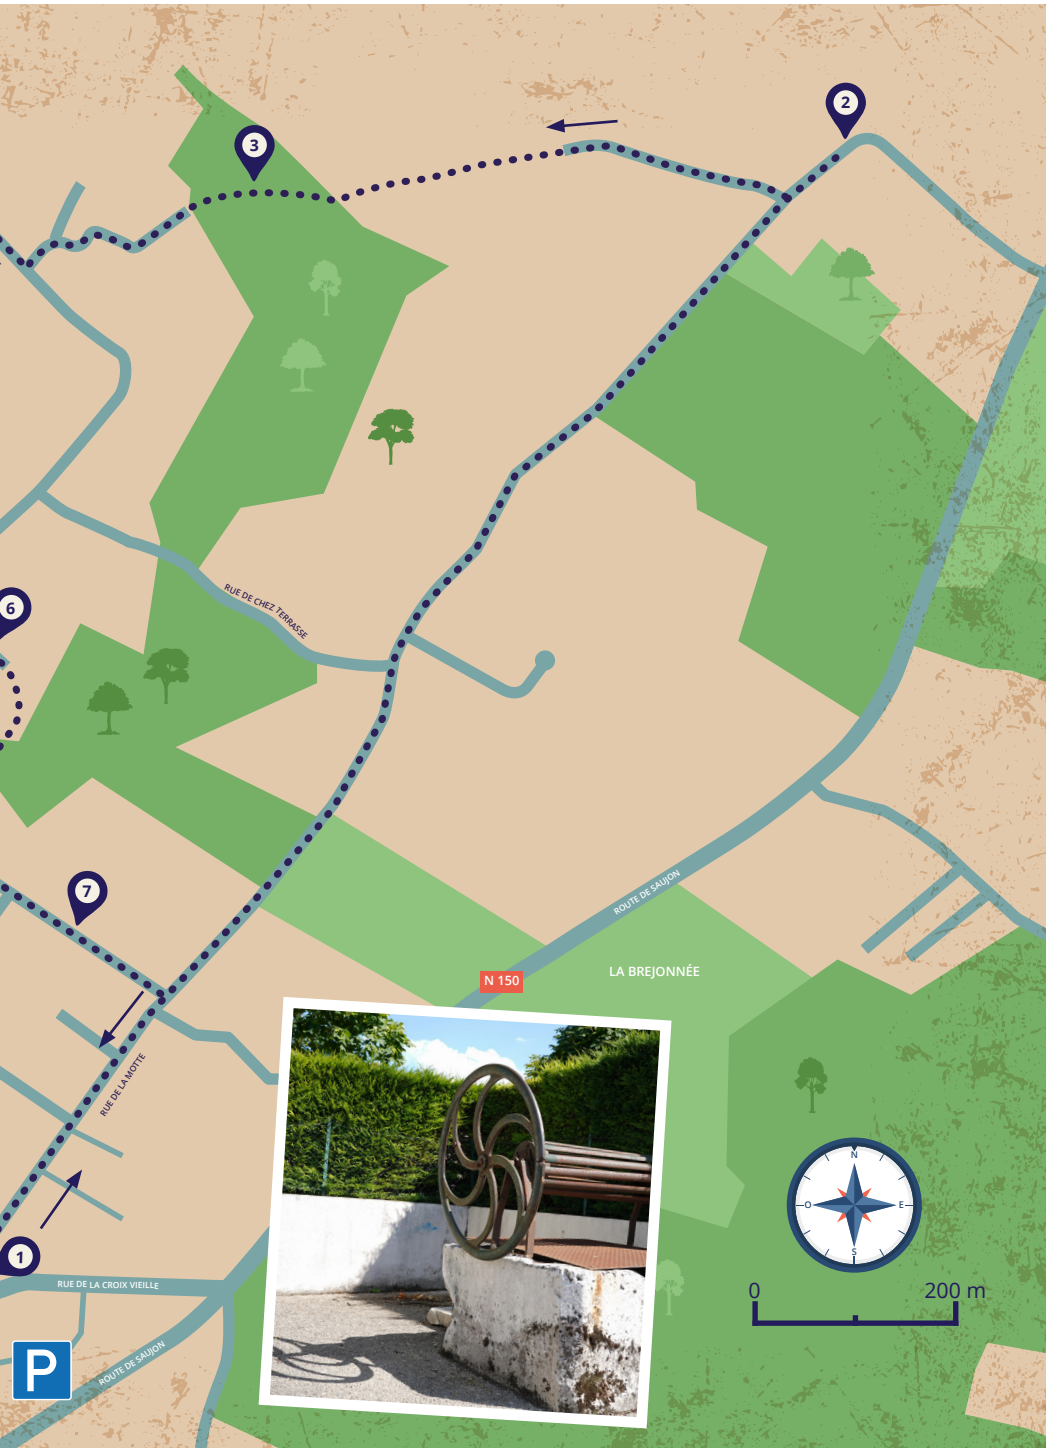 2
3
RUE DE CHEZ TERRASSE
6
7
ROUTE DE SAUJON
LA BREJONNÉE
N 150
RUE DE LA MOTTE
N
O
E
S
1
RUE DE LA CROIX VIEILLE
0 200 m
P
ROUTE DE SAUJON